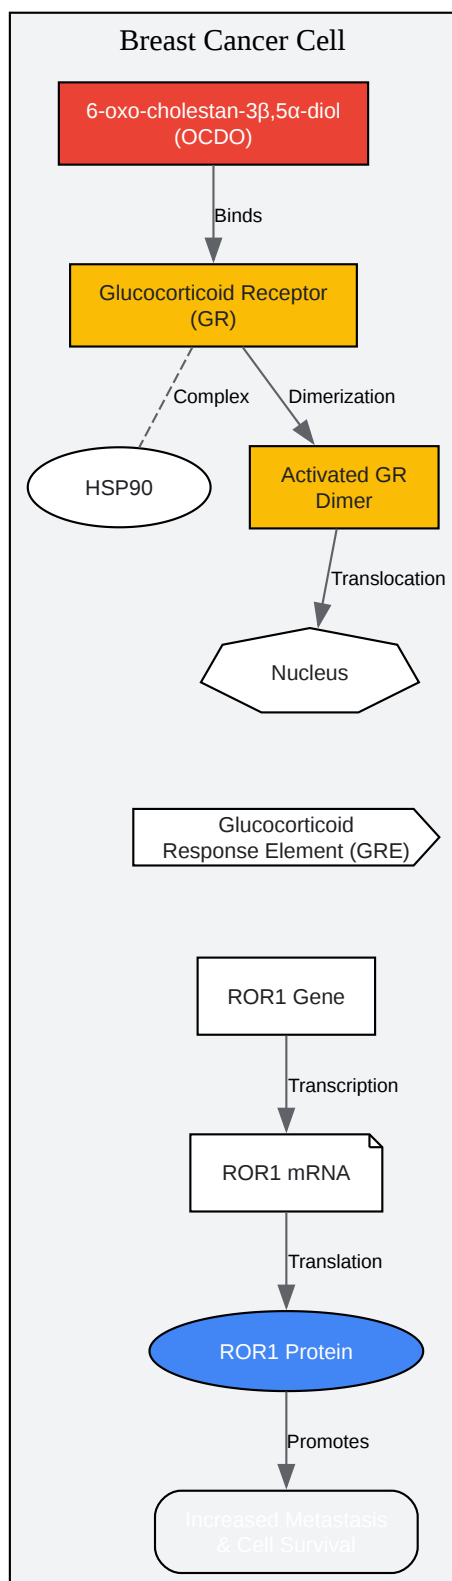 Breast Cancer Cell
6-oxo-cholestan-3β,5α-diol
(OCDO)
Binds
Glucocorticoid Receptor
(GR)
Complex
Dimerization
HSP90
Activated GR
Dimer
Translocation
Nucleus
Glucocorticoid
Response Element (GRE)
ROR1 Gene
Transcription
ROR1 mRNA
Translation
ROR1 Protein
Promotes
Increased Metastasis
& Cell Survival